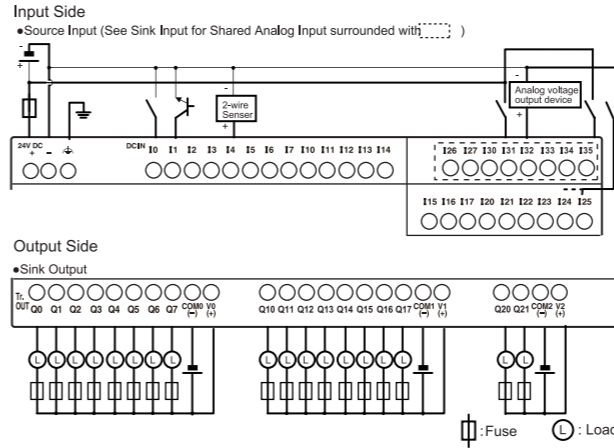 Input Side
•Source Input (See Sink Input for Shared Analog Input surrounded with )
-
+
2-wire
Senser
-
+
Analog voltage
output device
-
+
24V DC
+ -
DC IN I0 I1 I2 I3 I4 I5 I6 I7 I10 I11 I12 I13 I14
I26 I27 I30 I31 I32 I33 I34 I35
I15 I16 I17 I20 I21 I22 I23 I24 I25
Output Side
•Sink Output
Tr.
OUT Q0 Q1 Q2 Q3 Q4 Q5 Q6 Q7 COM0 (–) V0 (+)
Q10 Q11 Q12 Q13 Q14 Q15 Q16 Q17 COM1 (–) V1 (+)
Q20 Q21 COM2 (–) V2 (+)
L L L L L L L L
L L L L L L L L
L L
:Fuse
L : Load